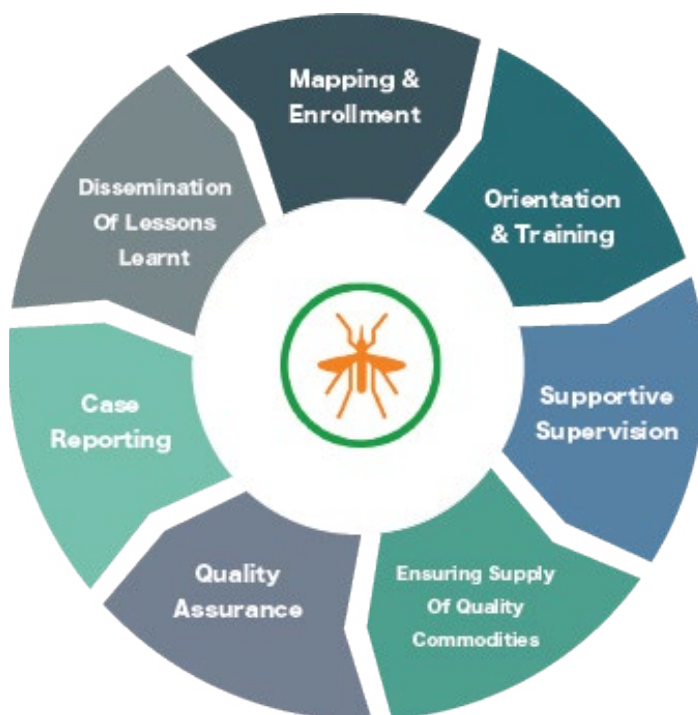 Mapping &
Enrollment
Orientation
& Training
Supportive
Supervision
Ensuring Supply
Of Quality
Commodities
Quality
Assurance
Case
Reporting
Dissemination
Of Lessons
Learnt